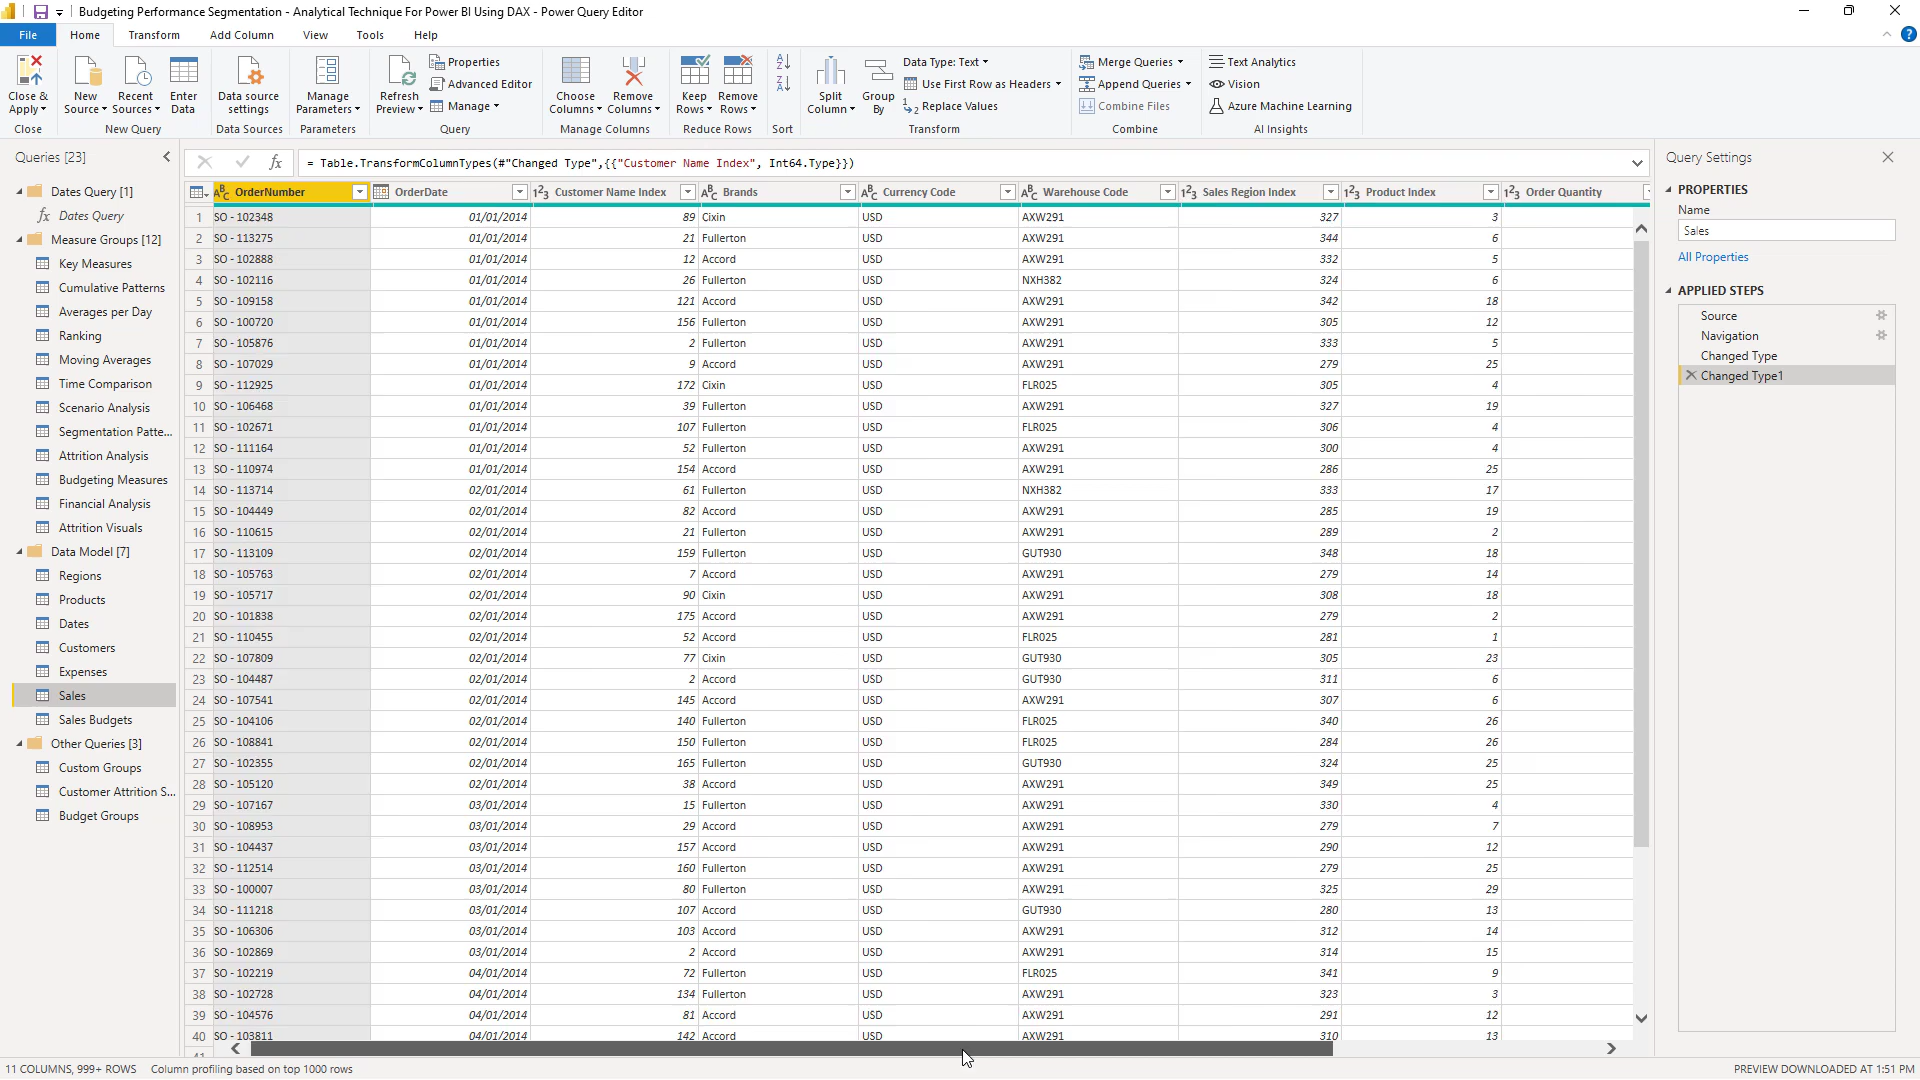 Budgeting Performance Segmentation - Analytical Technique For Power BI Using DAX - Power Query Editor
File Home Transform Add Column View Tools Help
Close & Apply
Close
New Source
Recent Sources
Enter Data
New Query
Data source settings
Data Sources
Manage Parameters
Parameters
Refresh Preview
Properties
Advanced Editor
Manage
Query
Choose Columns
Remove Columns
Manage Columns
Keep Rows
Remove Rows
Reduce Rows
Sort
Split Column
Group By
Data Type: Text
Use First Row as Headers
Replace Values
Transform
Merge Queries
Append Queries
Combine Files
Combine
Text Analytics
Vision
Azure Machine Learning
AI Insights
Queries [23]
Dates Query [1]
Dates Query
Measure Groups [12]
Key Measures
Cumulative Patterns
Averages per Day
Ranking
Moving Averages
Time Comparison
Scenario Analysis
Segmentation Patte...
Attrition Analysis
Budgeting Measures
Financial Analysis
Attrition Visuals
Data Model [7]
Regions
Products
Dates
Customers
Expenses
Sales
Sales Budgets
Other Queries [3]
Custom Groups
Customer Attrition S...
Budget Groups
= Table.TransformColumnTypes(#"Changed Type",{{"Customer Name Index", Int64.Type}})
OrderNumber OrderDate Customer Name Index Brands Currency Code Warehouse Code Sales Region Index Product Index Order Quantity
1 SO - 102348 01/01/2014 89 Cixin USD AXW291 327 3
2 SO - 113275 01/01/2014 21 Fullerton USD AXW291 344 6
3 SO - 102888 01/01/2014 12 Accord USD AXW291 332 5
4 SO - 102116 01/01/2014 26 Fullerton USD NXH382 324 6
5 SO - 109158 01/01/2014 121 Accord USD AXW291 342 18
6 SO - 100720 01/01/2014 156 Fullerton USD AXW291 305 12
7 SO - 105876 01/01/2014 2 Fullerton USD AXW291 333 5
8 SO - 107029 01/01/2014 9 Accord USD AXW291 279 25
9 SO - 112925 01/01/2014 172 Cixin USD FLR025 305 4
10 SO - 106468 01/01/2014 39 Fullerton USD AXW291 327 19
11 SO - 102671 01/01/2014 107 Fullerton USD FLR025 306 4
12 SO - 111164 01/01/2014 52 Fullerton USD AXW291 300 4
13 SO - 110974 01/01/2014 154 Accord USD AXW291 286 25
14 SO - 113714 02/01/2014 61 Fullerton USD NXH382 333 17
15 SO - 104449 02/01/2014 82 Accord USD AXW291 285 19
16 SO - 110615 02/01/2014 21 Fullerton USD AXW291 289 2
17 SO - 113109 02/01/2014 159 Fullerton USD GUT930 348 18
18 SO - 105763 02/01/2014 7 Accord USD AXW291 279 14
19 SO - 105717 02/01/2014 90 Cixin USD AXW291 308 18
20 SO - 101838 02/01/2014 175 Accord USD AXW291 279 2
21 SO - 110455 02/01/2014 52 Accord USD FLR025 281 1
22 SO - 107809 02/01/2014 77 Cixin USD GUT930 305 23
23 SO - 104487 02/01/2014 2 Accord USD GUT930 311 6
24 SO - 107541 02/01/2014 145 Accord USD AXW291 307 6
25 SO - 104106 02/01/2014 140 Fullerton USD FLR025 340 26
26 SO - 108841 02/01/2014 150 Fullerton USD FLR025 284 26
27 SO - 102355 02/01/2014 165 Fullerton USD GUT930 324 25
28 SO - 105120 02/01/2014 38 Accord USD AXW291 349 25
29 SO - 107167 03/01/2014 15 Fullerton USD AXW291 330 4
30 SO - 108953 03/01/2014 29 Accord USD AXW291 279 7
31 SO - 104437 03/01/2014 157 Accord USD AXW291 290 12
32 SO - 112514 03/01/2014 160 Fullerton USD AXW291 279 25
33 SO - 100007 03/01/2014 80 Fullerton USD AXW291 325 29
34 SO - 111218 03/01/2014 107 Accord USD GUT930 280 13
35 SO - 106306 03/01/2014 103 Accord USD AXW291 312 14
36 SO - 102869 03/01/2014 2 Accord USD AXW291 314 15
37 SO - 102219 04/01/2014 72 Fullerton USD FLR025 341 9
38 SO - 102728 04/01/2014 134 Fullerton USD AXW291 323 3
39 SO - 104576 04/01/2014 81 Accord USD AXW291 291 12
40 SO - 103811 04/01/2014 142 Accord USD AXW291 310 13
41
Query Settings
PROPERTIES
Name
Sales
All Properties
APPLIED STEPS
Source
Navigation
Changed Type
Changed Type1
11 COLUMNS, 999+ ROWS Column profiling based on top 1000 rows
PREVIEW DOWNLOADED AT 1:51 PM